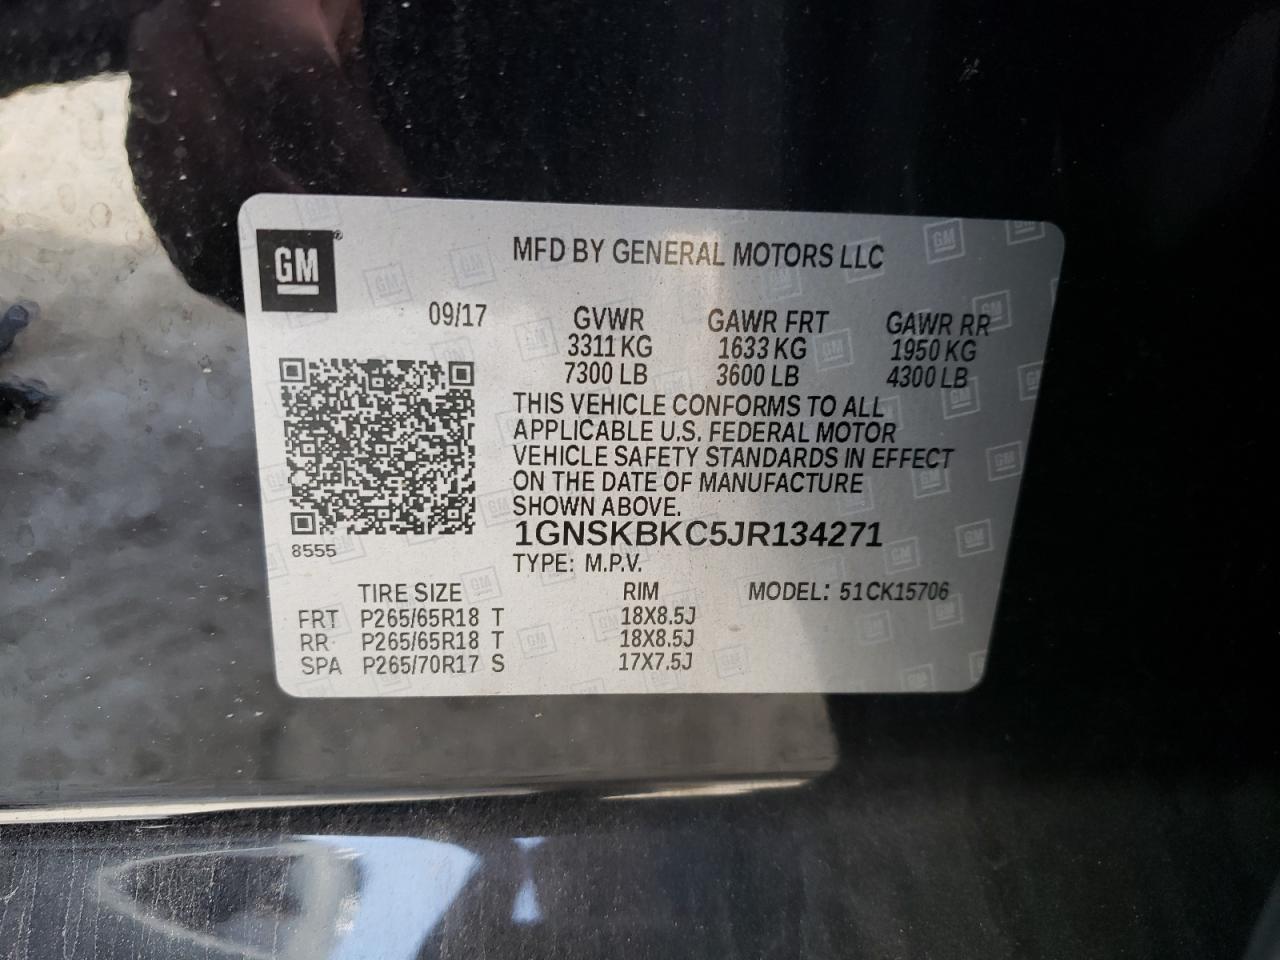 GM®
MFD BY GENERAL MOTORS LLC
09/17
GVWR GAWR FRT GAWR RR
3311 KG 1633 KG 1950 KG
7300 LB 3600 LB 4300 LB
THIS VEHICLE CONFORMS TO ALL
APPLICABLE U.S. FEDERAL MOTOR
VEHICLE SAFETY STANDARDS IN EFFECT
ON THE DATE OF MANUFACTURE
SHOWN ABOVE.
1GNSKBKC5JR134271
8555
TYPE: M.P.V.
TIRE SIZE RIM MODEL: 51CK15706
FRT P265/65R18 T 18X8.5J
RR P265/65R18 T 18X8.5J
SPA P265/70R17 S 17X7.5J